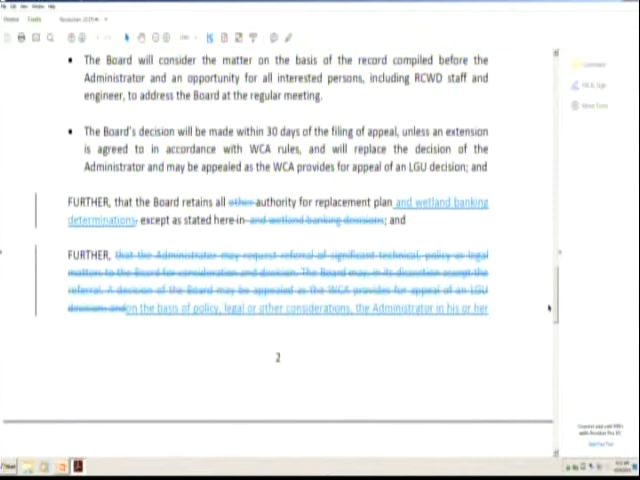 Home Tools
• The Board will consider the matter on the basis of the record compiled before the
Administrator and an opportunity for all interested persons, including RCWD staff and
engineer, to address the Board at the regular meeting.
• The Board's decision will be made within 30 days of the filing of appeal, unless an extension
is agreed to in accordance with WCA rules, and will replace the decision of the
Administrator and may be appealed as the WCA provides for appeal of an LGU decision; and
FURTHER, that the Board retains all other authority for replacement plan and wetland banking
determinations, except as stated herein and wetland banking decisions; and
FURTHER, that the Administrator may request referral of significant technical, policy or legal
matters to the Board for consideration and decision. The Board may, in its discretion accept the
referral. A decision of the Board may be appealed as the WCA provides for appeal of an LGU
decision; and on the basis of policy, legal or other considerations, the Administrator in his or her
2